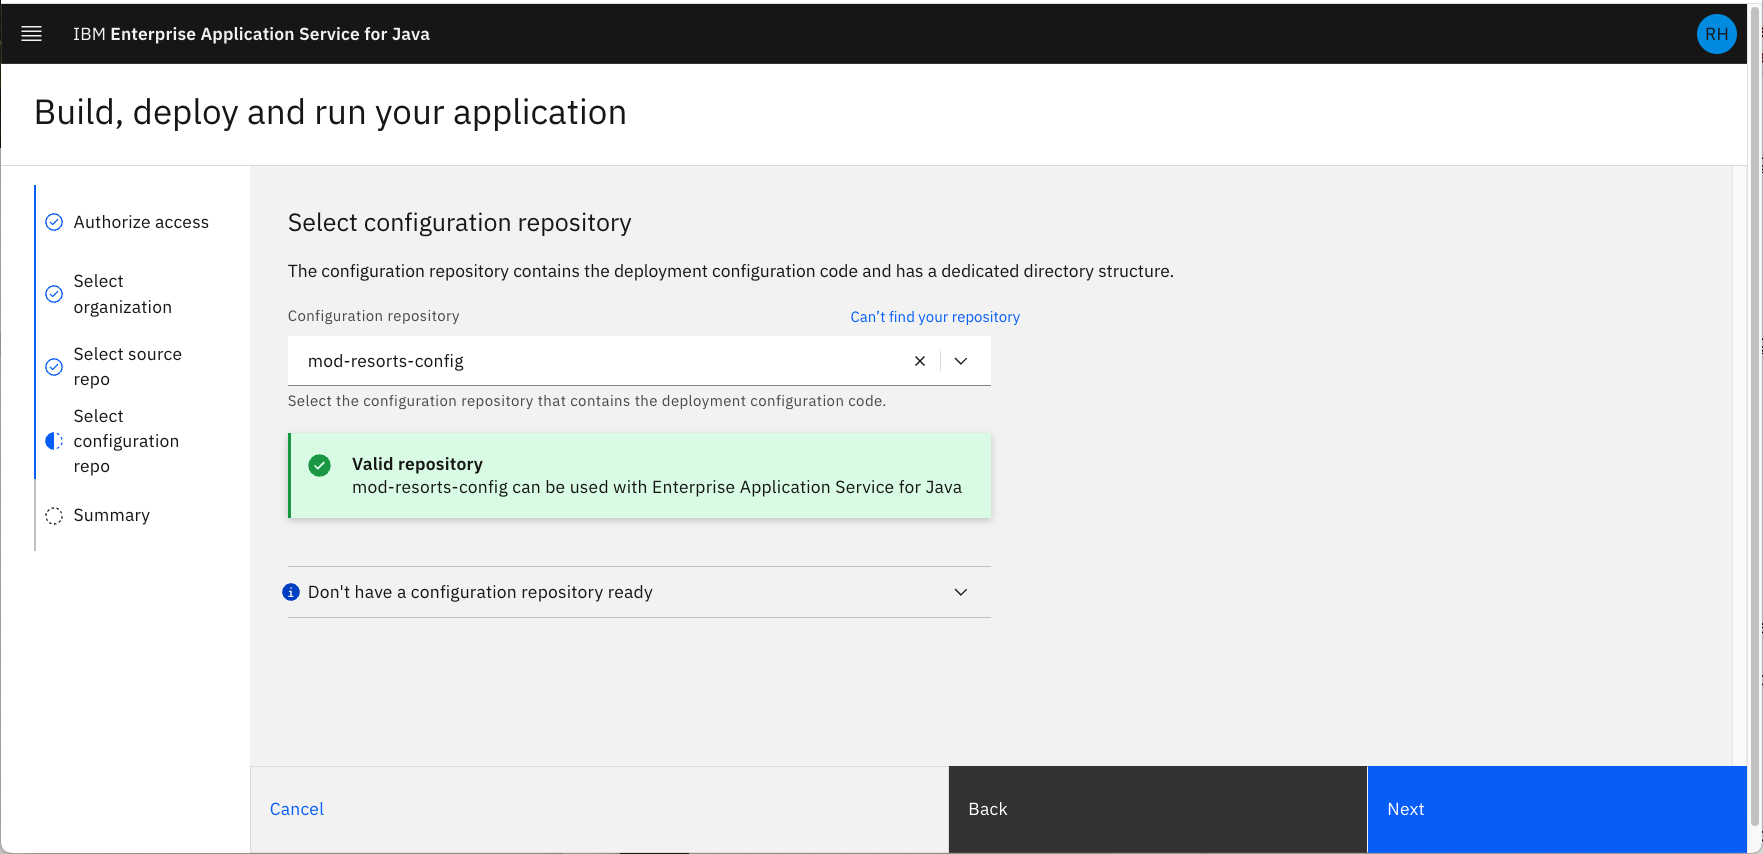 IBM Enterprise Application Service for Java
RH
Build, deploy and run your application
Authorize access
Select
organization
Select source
repo
Select
configuration
repo
Summary
Select configuration repository
The configuration repository contains the deployment configuration code and has a dedicated directory structure.
Configuration repository
Can’t find your repository
mod-resorts-config
Select the configuration repository that contains the deployment configuration code.
Valid repository
mod-resorts-config can be used with Enterprise Application Service for Java
Don't have a configuration repository ready
Cancel
Back
Next